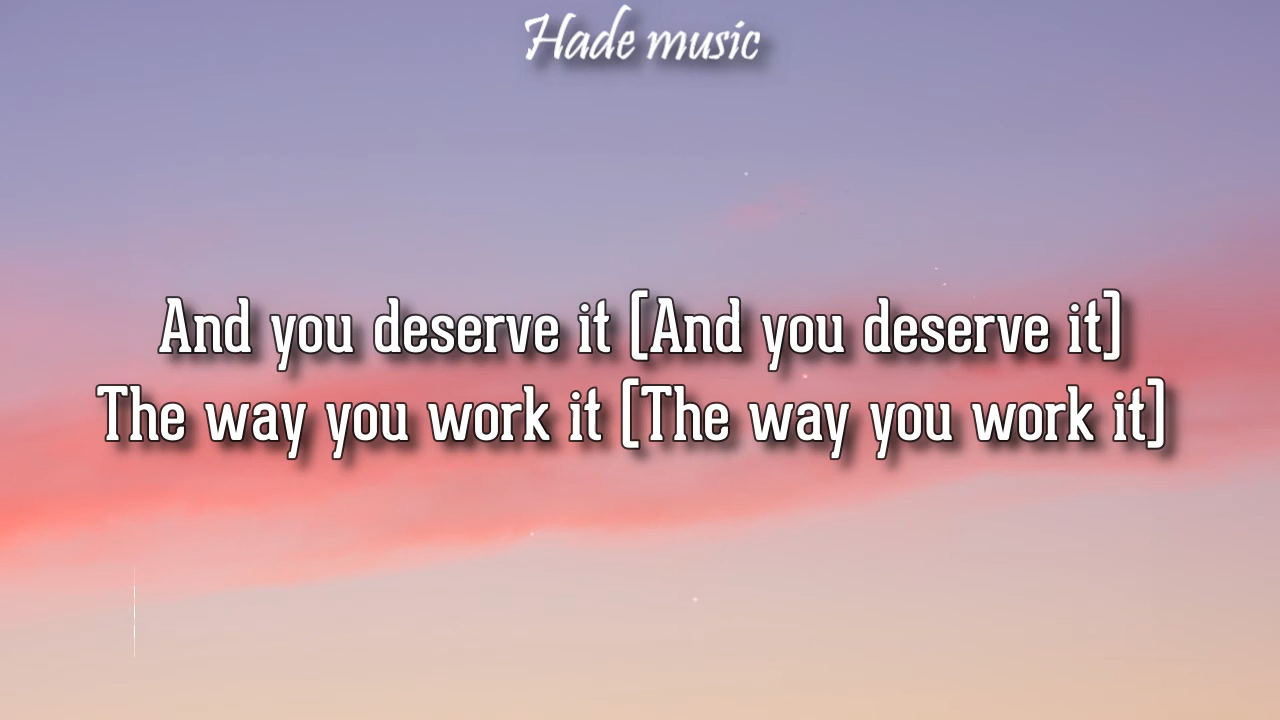 Hade music
And you deserve it [And you deserve it]
The way you work it [The way you work it]